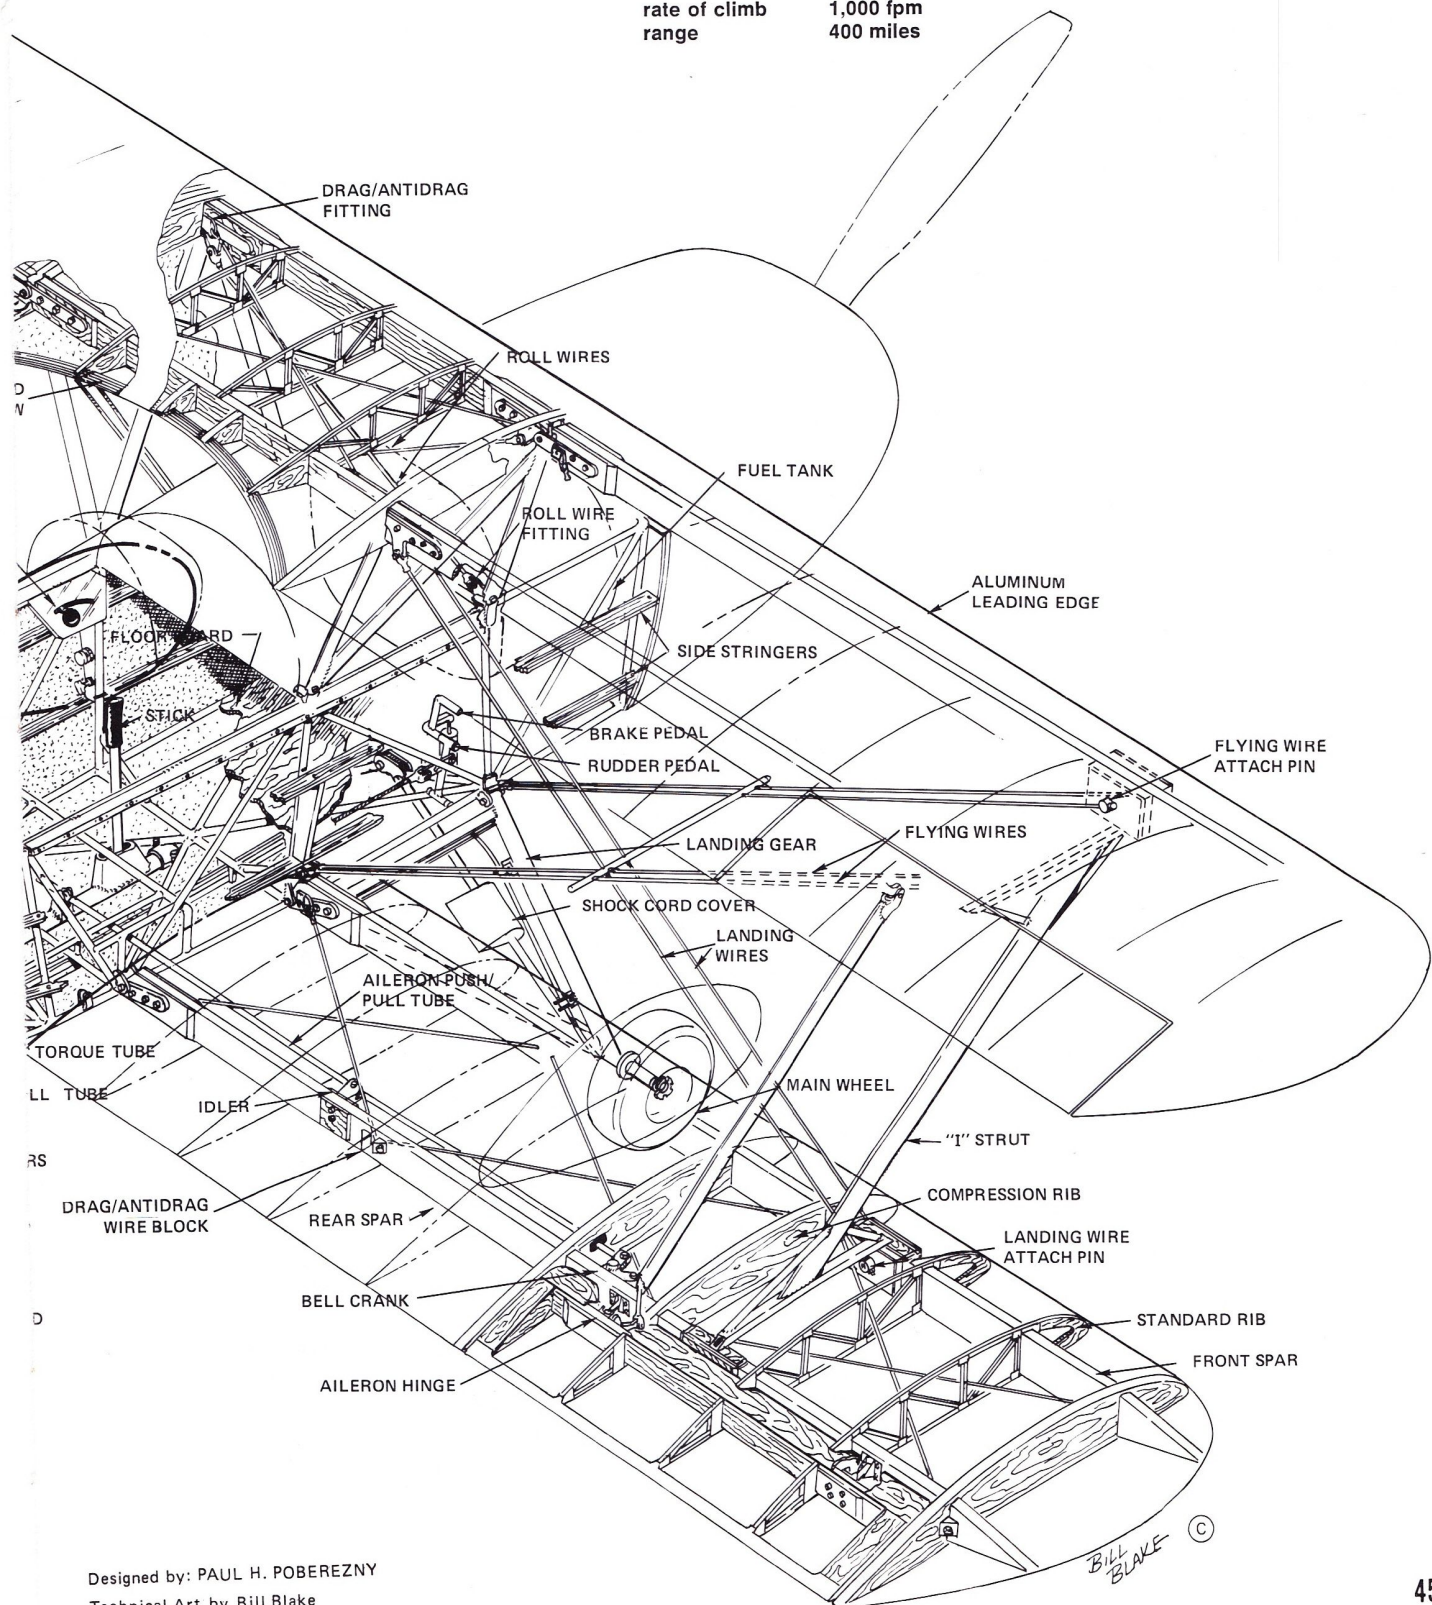 rate of climb 1,000 fpm
range 400 miles
DRAG/ANTIDRAG
FITTING
ROLL WIRES
D
W
FUEL TANK
ROLL WIRE
FITTING
ALUMINUM
LEADING EDGE
FLOOR BOARD
SIDE STRINGERS
STICK
BRAKE PEDAL
RUDDER PEDAL
FLYING WIRE
ATTACH PIN
FLYING WIRES
LANDING GEAR
SHOCK CORD COVER
LANDING
WIRES
AILERON PUSH/
PULL TUBE
TORQUE TUBE
LL TUBE
IDLER
MAIN WHEEL
"I" STRUT
RS
DRAG/ANTIDRAG
WIRE BLOCK
REAR SPAR
COMPRESSION RIB
LANDING WIRE
ATTACH PIN
BELL CRANK
D
STANDARD RIB
FRONT SPAR
AILERON HINGE
BILL
BLAKE
©
Designed by: PAUL H. POBEREZNY
Technical Art by Bill Blake
45